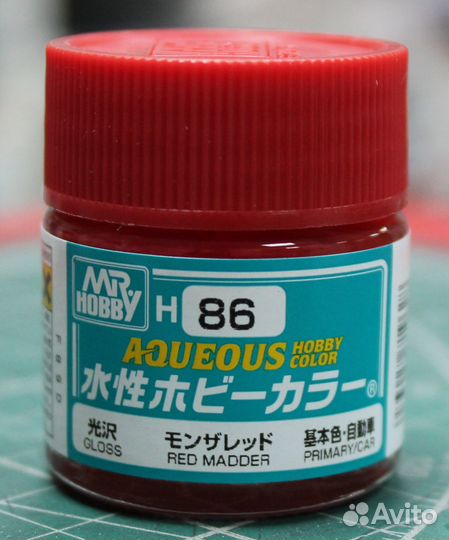 MR
HOBBY
H 86
AQUEOUS HOBBY COLOR
水性ホビーカラー®
光沢 モンザレッド 基本色・自動車
GLOSS RED MADDER PRIMARY/CAR
Avito